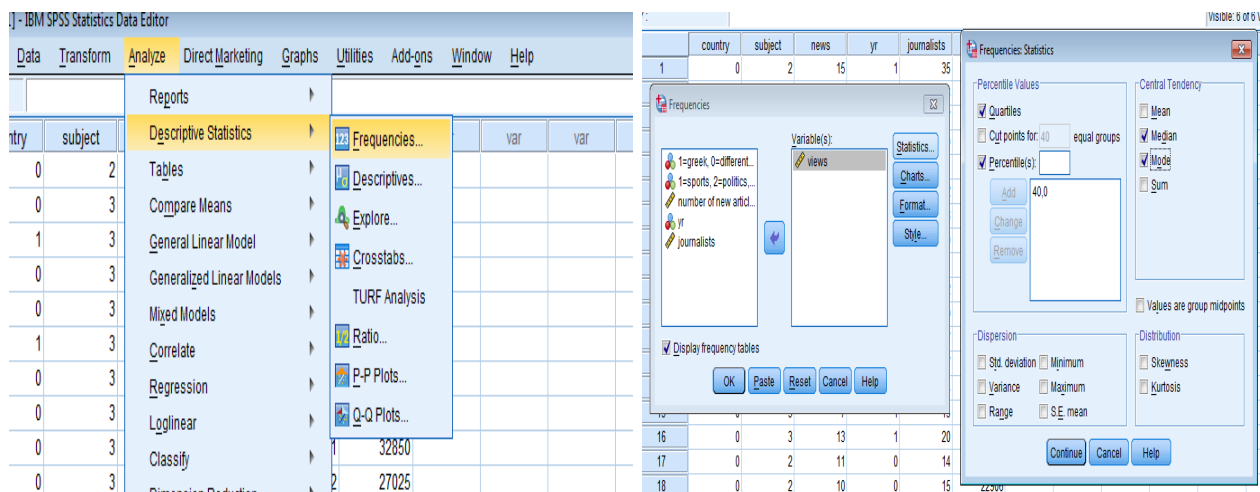 .] - IBM SPSS Statistics Data Editor
Data Transform Analyze Direct Marketing Graphs Utilities Add-ons Window Help
Reports
Descriptive Statistics
Tables
Compare Means
General Linear Model
Generalized Linear Models
Mixed Models
Correlate
Regression
Loglinear
Classify
Frequencies...
Descriptives...
Explore...
Crosstabs...
TURF Analysis
Ratio...
P-P Plots...
Q-Q Plots...
ntry subject var var
0 2
0 3
1 3
0 3
0 3
1 3
0 3
0 3
0 3 1 32850
0 3 2 27025
Visible: 6 of 6 V
country subject news yr journalists
1 0 2 15 1 35
Frequencies
Variable(s):
1=greek, 0=different...
1=sports, 2=politics,...
number of new articl...
yr
journalists
views
Statistics...
Charts...
Format...
Style...
Display frequency tables
OK Paste Reset Cancel Help
16 0 3 13 1 20
17 0 2 11 0 14
18 0 2 10 0 15
Frequencies: Statistics
Percentile Values
Quartiles
Cut points for: 40 equal groups
Percentile(s):
Add 40,0
Change
Remove
Central Tendency
Mean
Median
Mode
Sum
Values are group midpoints
Dispersion
Std. deviation Minimum
Variance Maximum
Range S.E. mean
Distribution
Skewness
Kurtosis
Continue Cancel Help